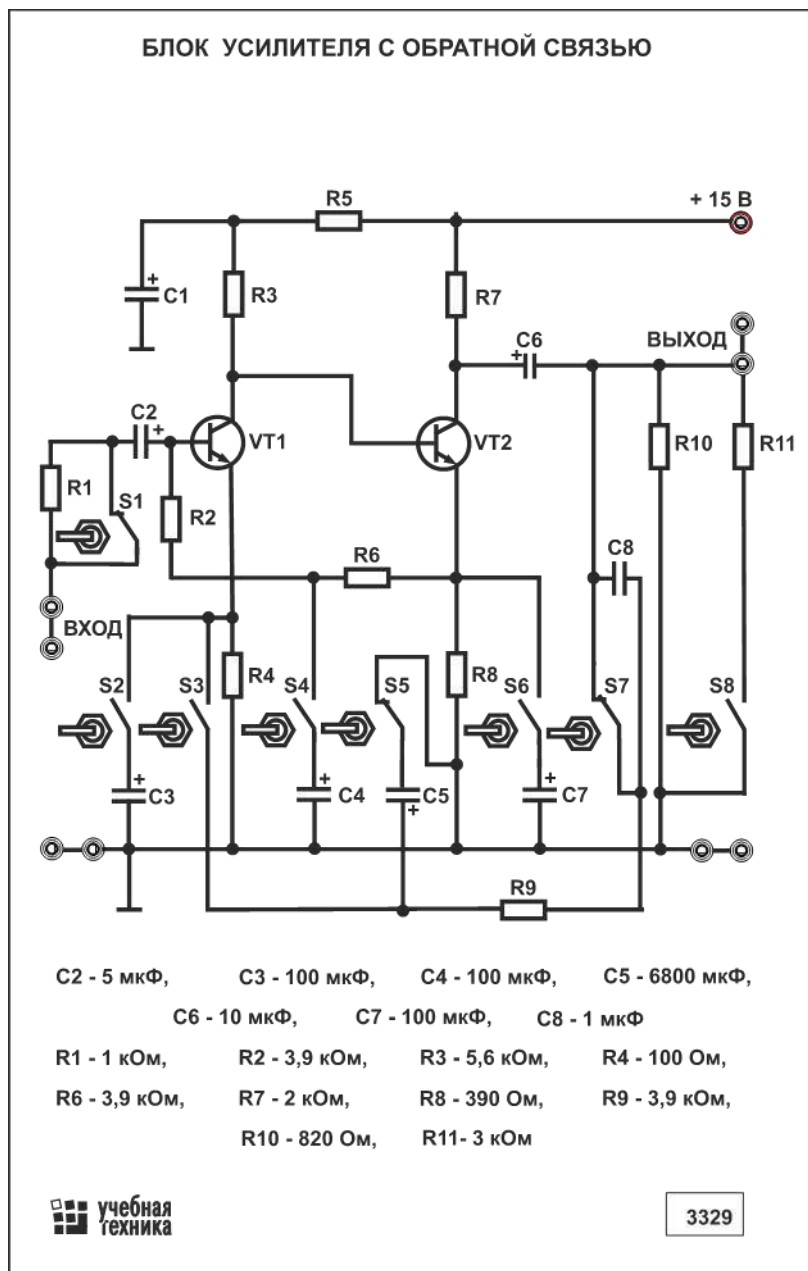 БЛОК УСИЛИТЕЛЯ С ОБРАТНОЙ СВЯЗЬЮ
R5
+ 15 В
+
C1
R3
R7
C6
+
ВЫХОД
C2
+
VT1
VT2
R10
R11
R1
S1
R2
R6
C8
ВХОД
S2
S3
R4
S4
S5
R8
S6
S7
S8
+
C3
+
C4
+
C5
+
C7
R9
C2 - 5 мкФ, C3 - 100 мкФ, C4 - 100 мкФ, C5 - 6800 мкФ,
C6 - 10 мкФ, C7 - 100 мкФ, C8 - 1 мкФ
R1 - 1 кОм, R2 - 3,9 кОм, R3 - 5,6 кОм, R4 - 100 Ом,
R6 - 3,9 кОм, R7 - 2 кОм, R8 - 390 Ом, R9 - 3,9 кОм,
R10 - 820 Ом, R11- 3 кОм
учебная
техника
3329